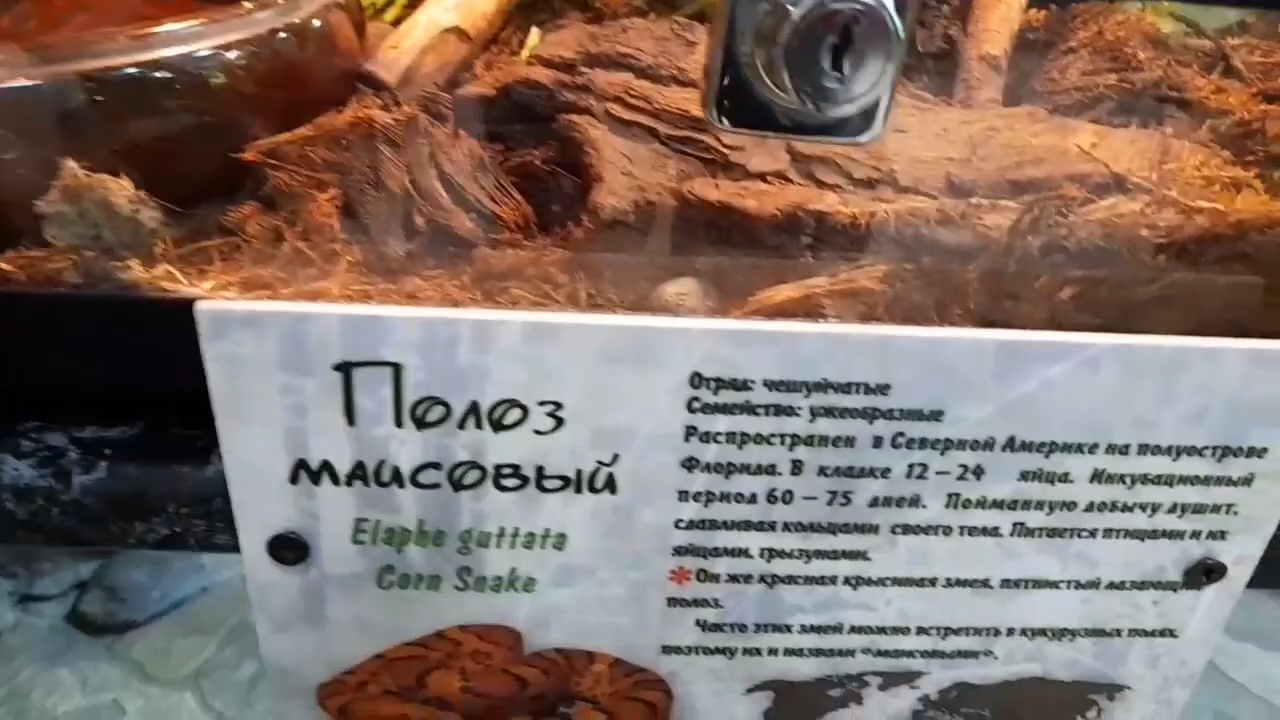 Полоз
маисовый
Elaphe guttata
Corn Snake
Отряд: чешуйчатые
Семейство: ужеобразные
Распространен в Северной Америке на полуострове
Флорида. В кладке 12 – 24 яйца. Инкубационный
период 60 – 75 дней. Пойманную добычу душит,
сдавливая кольцами своего тела. Питается птицами и их
яйцами, грызунами.
* Он же красная крысиная змея, пятнистый лазающий
полоз.
Часто этих змей можно встретить в кукурузных полях,
поэтому их и назвали «маисовыми».